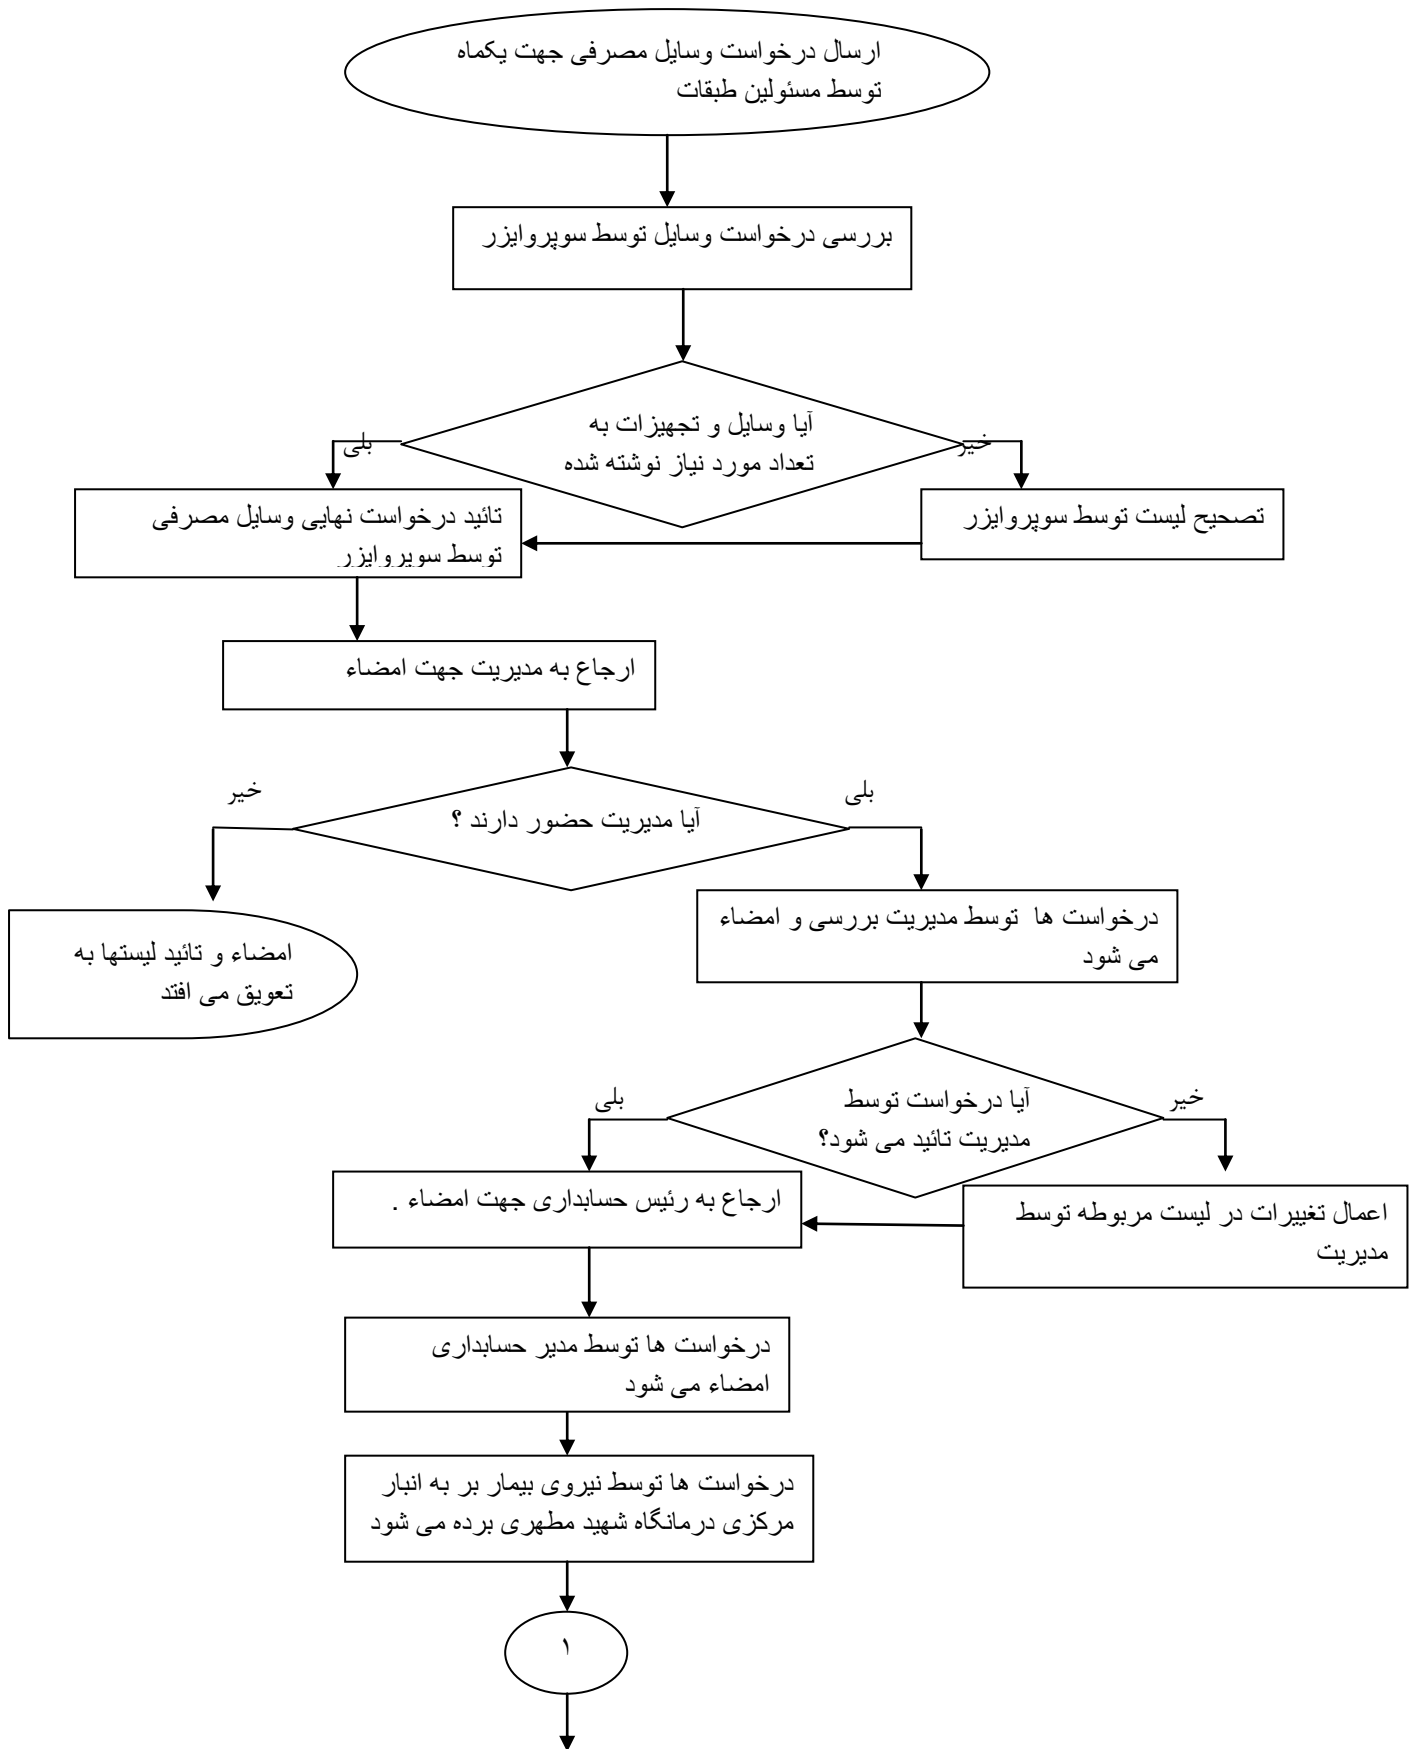 ارسال درخواست وسایل مصرفی جهت یکماه
توسط مسئولین طبقات
بررسی درخواست وسایل توسط سوپروایزر
آیا وسایل و تجهیزات به
تعداد مورد نیاز نوشته شده
بلی
خیر
تائید درخواست نهایی وسایل مصرفی
توسط سوپروایزر
تصحیح لیست توسط سوپروایزر
ارجاع به مدیریت جهت امضاء
آیا مدیریت حضور دارند ؟
بلی
خیر
درخواست ها توسط مدیریت بررسی و امضاء
می شود
امضاء و تائید لیستها به
تعویق می افتد
آیا درخواست توسط
مدیریت تائید می شود؟
خیر
بلی
ارجاع به رئیس حسابداری جهت امضاء .
اعمال تغییرات در لیست مربوطه توسط
مدیریت
درخواست ها توسط مدیر حسابداری
امضاء می شود
درخواست ها توسط نیروی بیمار بر به انبار
مرکزی درمانگاه شهید مطهری برده می شود
۱